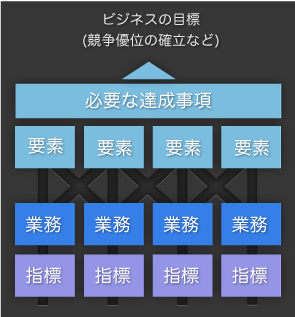 ビジネスの目標
(競争優位の確立など)
必要な達成事項
要素 要素 要素 要素
業務 業務 業務 業務
指標 指標 指標 指標